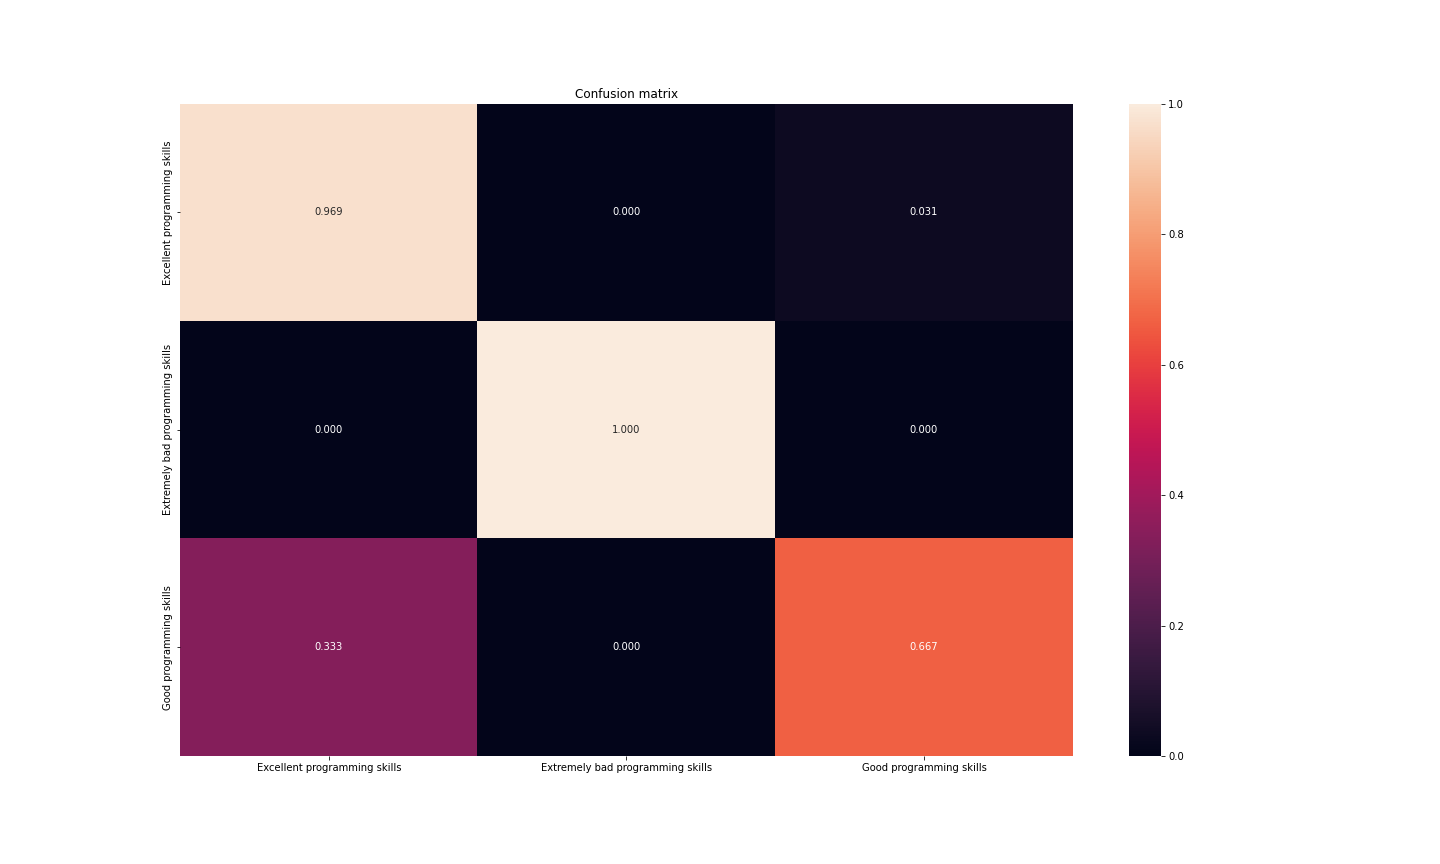 Confusion matrix
Excellent programming skills
0.969
0.000
0.031
Extremely bad programming skills
0.000
1.000
0.000
Good programming skills
0.333
0.000
0.667
Excellent programming skills
Extremely bad programming skills
Good programming skills
1.0
0.8
0.6
0.4
0.2
0.0